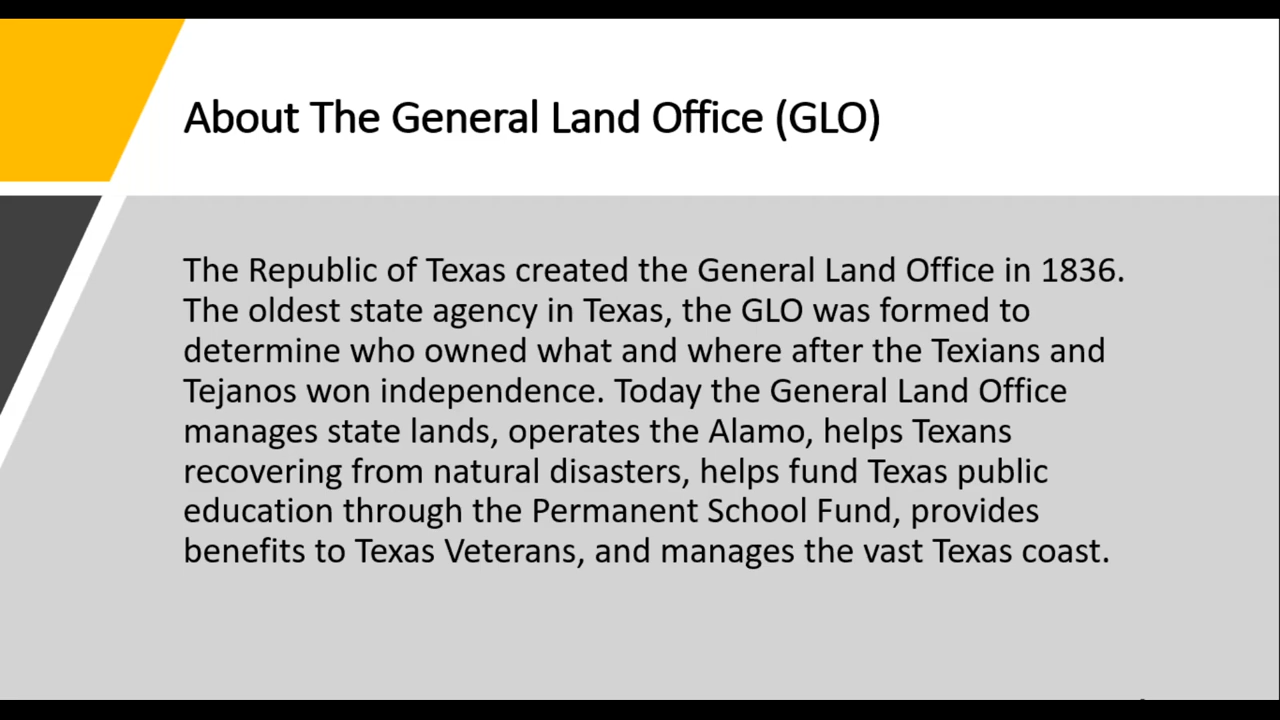 About The General Land Office (GLO)
The Republic of Texas created the General Land Office in 1836.
The oldest state agency in Texas, the GLO was formed to
determine who owned what and where after the Texians and
Tejanos won independence. Today the General Land Office
manages state lands, operates the Alamo, helps Texans
recovering from natural disasters, helps fund Texas public
education through the Permanent School Fund, provides
benefits to Texas Veterans, and manages the vast Texas coast.